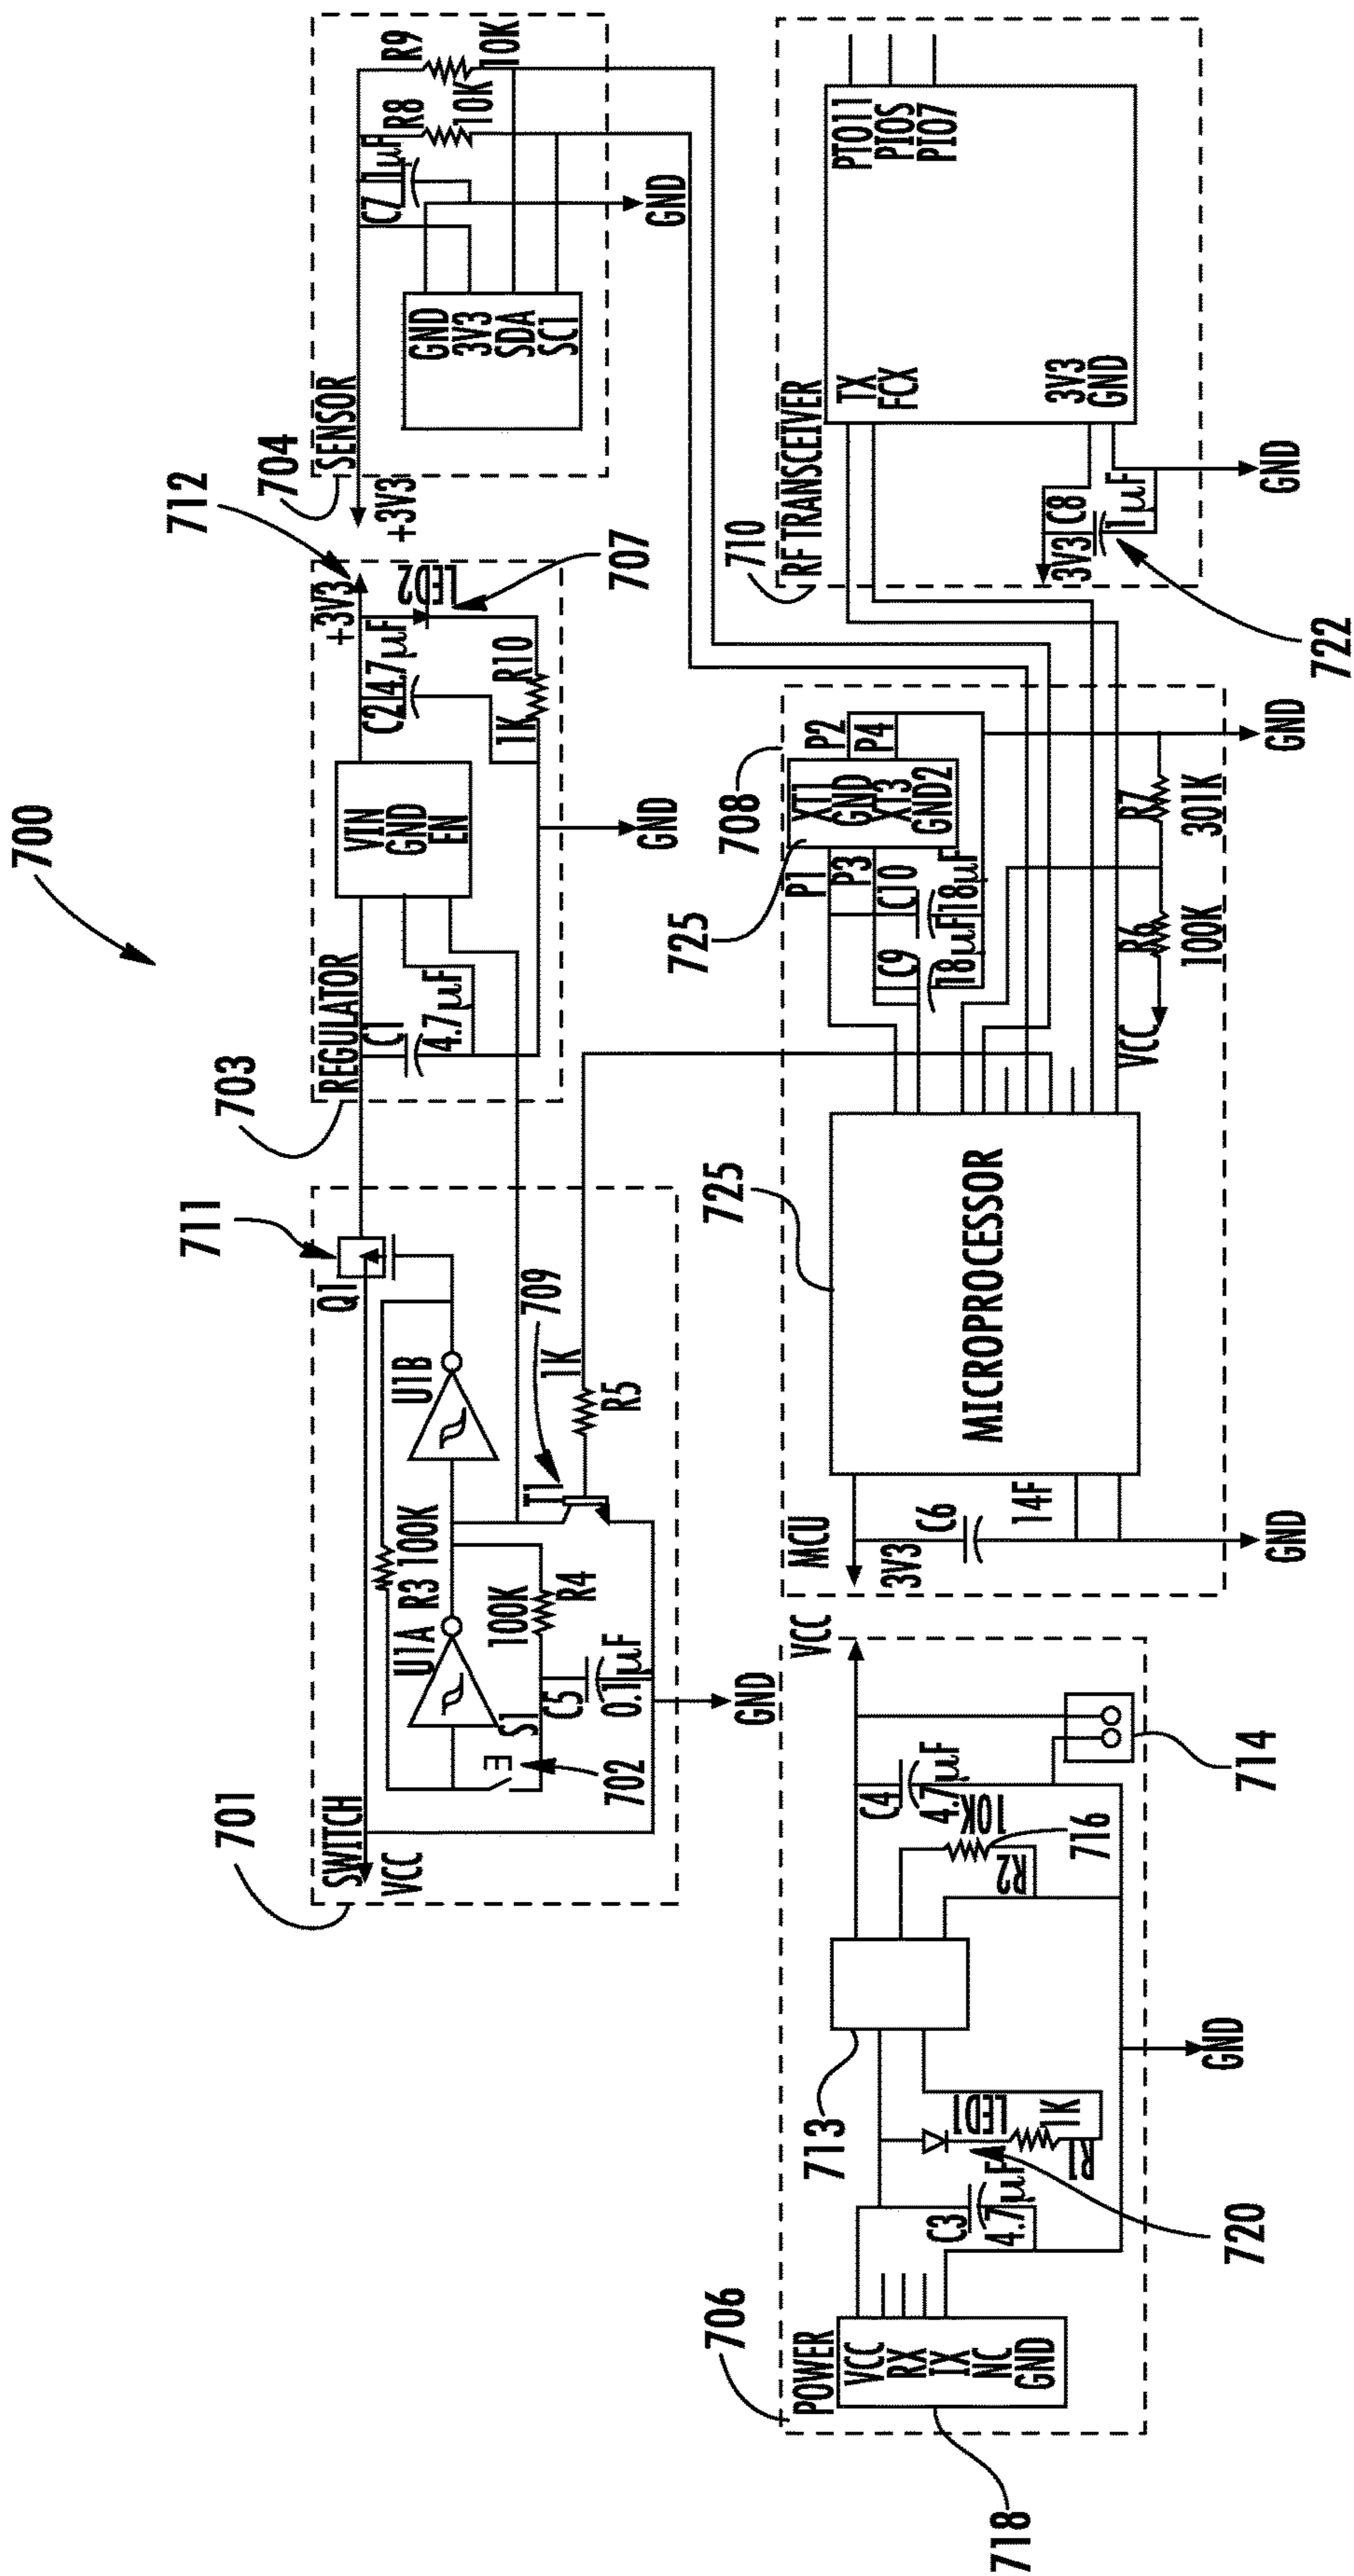 700
701
SWITCH
VCC
U1A
R3 100K
U1B
Q1
711
S1
E
702
100K
R4
C5
0.1µF
T1
709
1K
R5
GND
703
REGULATOR
C1
4.7µF
VIN
GND
EN
C2
4.7µF
+3V3
712
LED2
707
R10
1K
GND
704
SENSOR
+3V3
GND
3V3
SDA
SC1
C7
1µF
R8
10K
R9
10K
GND
706
POWER
VCC
RX
TX
NC
GND
718
C3
4.7µF
LED1
1K
R1
720
713
R2
10K
716
C4
4.7µF
VCC
714
GND
MCU
3V3
C6
14F
GND
725
MICROPROCESSOR
708
725
P1
P3
XT1
GND
XT3
GND2
P2
P4
C9
18µF
C10
18µF
VCC
R6
100K
R7
301K
GND
710
RF TRANSCEIVER
TX
FCX
3V3
GND
PTO11
PIOS
PIO7
3V3
C8
1µF
722
GND